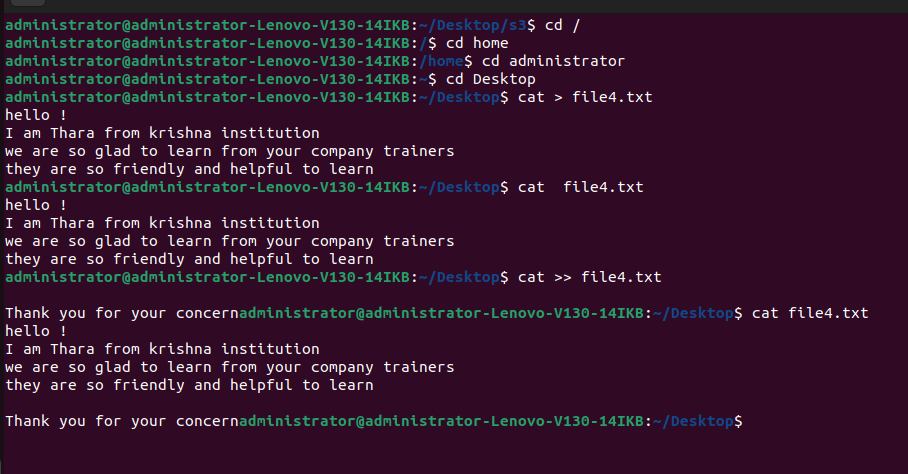 administrator@administrator-Lenovo-V130-14IKB:~/Desktop/s3$ cd /
administrator@administrator-Lenovo-V130-14IKB:/$ cd home
administrator@administrator-Lenovo-V130-14IKB:/home$ cd administrator
administrator@administrator-Lenovo-V130-14IKB:~$ cd Desktop
administrator@administrator-Lenovo-V130-14IKB:~/Desktop$ cat > file4.txt
hello !
I am Thara from krishna institution
we are so glad to learn from your company trainers
they are so friendly and helpful to learn
administrator@administrator-Lenovo-V130-14IKB:~/Desktop$ cat  file4.txt
hello !
I am Thara from krishna institution
we are so glad to learn from your company trainers
they are so friendly and helpful to learn
administrator@administrator-Lenovo-V130-14IKB:~/Desktop$ cat >> file4.txt

Thank you for your concernadministrator@administrator-Lenovo-V130-14IKB:~/Desktop$ cat file4.txt
hello !
I am Thara from krishna institution
we are so glad to learn from your company trainers
they are so friendly and helpful to learn

Thank you for your concernadministrator@administrator-Lenovo-V130-14IKB:~/Desktop$